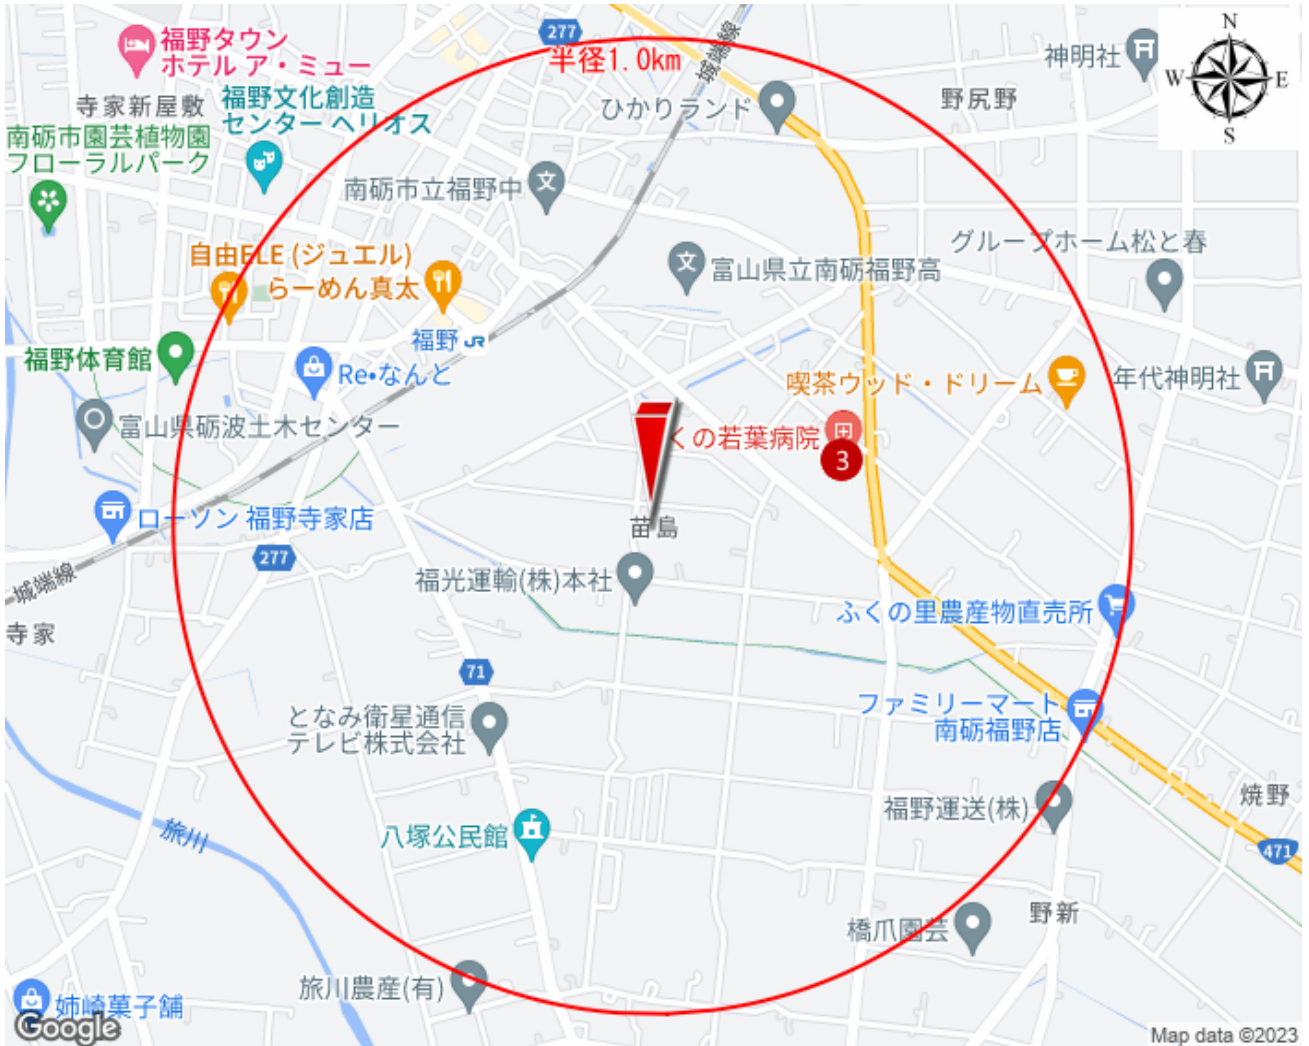 277
福野タウン
ホテル ア・ミュー
半径1.0km
城端線
神明社
N
W
E
S
寺家新屋敷
福野文化創造
センター ヘリオス
ひかりランド
野尻野
南砺市園芸植物園
フローラルパーク
南砺市立福野中
文
自由ELE (ジュエル)
らーめん真太
文
富山県立南砺福野高
グループホーム松と春
福野 JR
福野体育館
Re•なんと
喫茶ウッド・ドリーム
年代神明社
富山県砺波土木センター
くの若葉病院
3
ローソン 福野寺家店
苗島
277
城端線
福光運輸(株)本社
寺家
ふくの里農産物直売所
71
となみ衛星通信
テレビ株式会社
ファミリーマート
南砺福野店
旅川
八塚公民館
福野運送(株)
焼野
471
橋爪園芸
野新
旅川農産(有)
姉崎菓子舗
Google
Map data ©2023